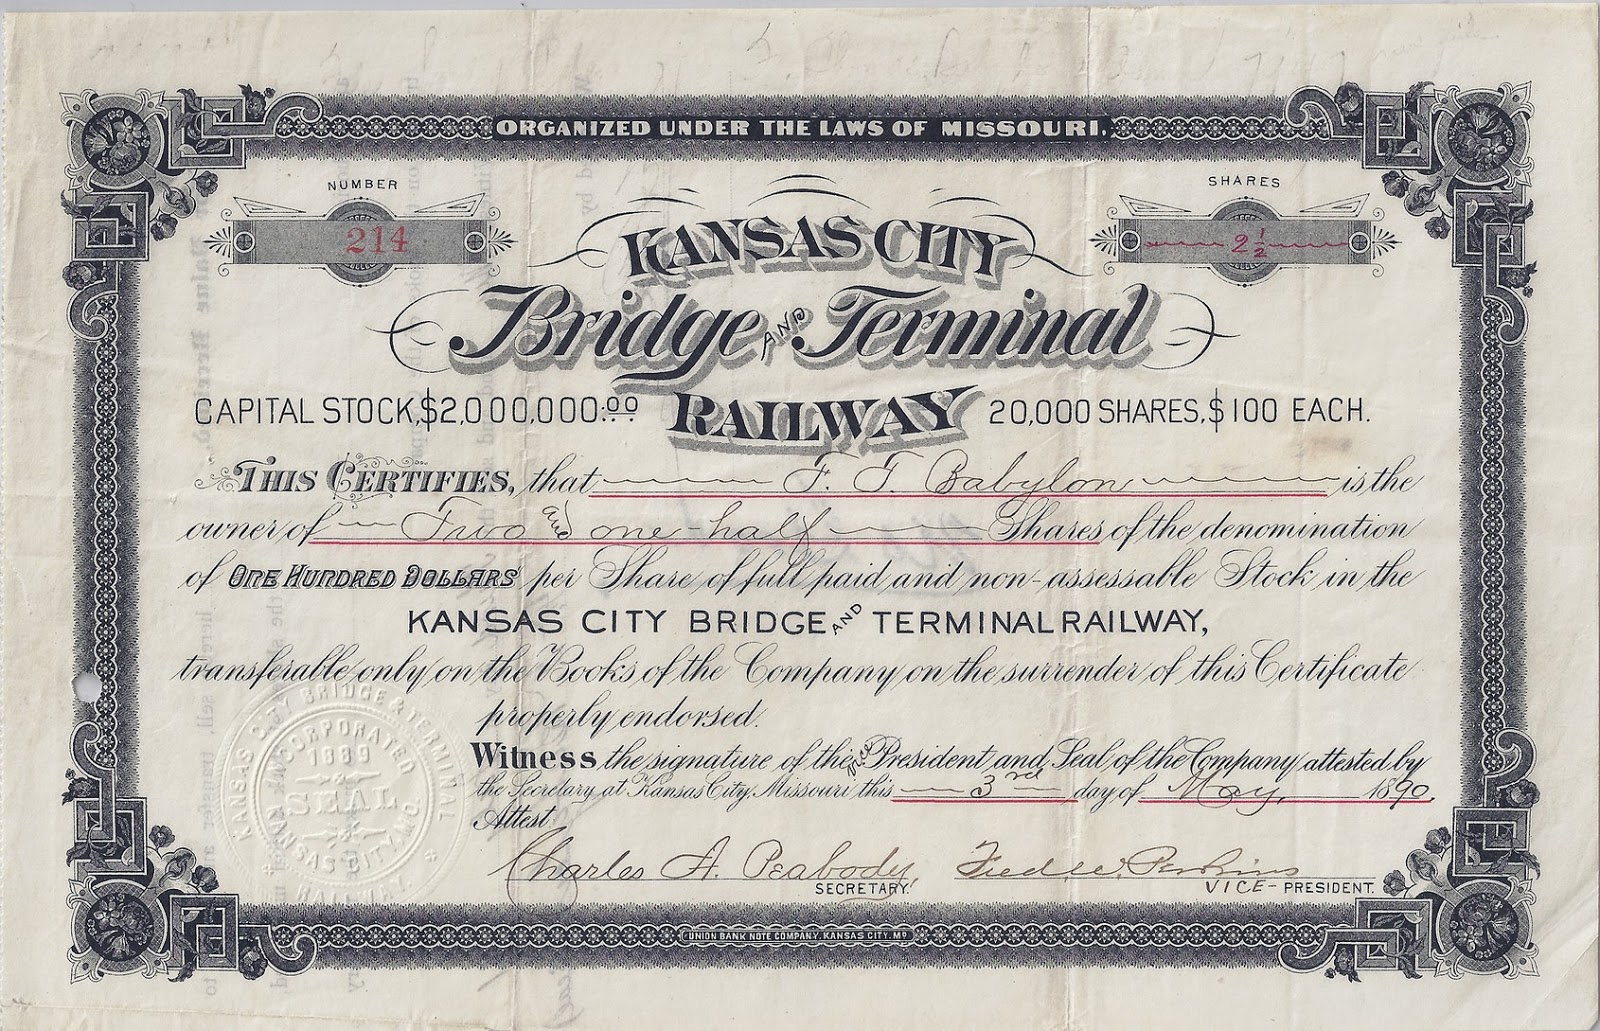 ORGANIZED UNDER THE LAWS OF MISSOURI.
NUMBER
214
SHARES
2 1/2
KANSAS CITY
Bridge AND Terminal
RAILWAY
CAPITAL STOCK, $2,000,000.00
20,000 SHARES, $100 EACH.
THIS CERTIFIES, that F. T. Babylon is the
owner of Two and one-half Shares of the denomination
of ONE HUNDRED DOLLARS per Share of full paid and non-assessable Stock in the
KANSAS CITY BRIDGE AND TERMINAL RAILWAY,
transferable only on the Books of the Company on the surrender of this Certificate
properly endorsed.
Witness the signature of the Vice President and Seal of the Company attested by
the Secretary at Kansas City, Missouri this 3rd day of May, 1890.
Attest
Charles A. Peabody, SECRETARY.
Fred W. Perkins VICE-PRESIDENT.
KANSAS CITY BRIDGE & TERMINAL RAILWAY.
INCORPORATED
1889
SEAL
KANSAS CITY, MO.
UNION BANK NOTE COMPANY, KANSAS CITY, MO